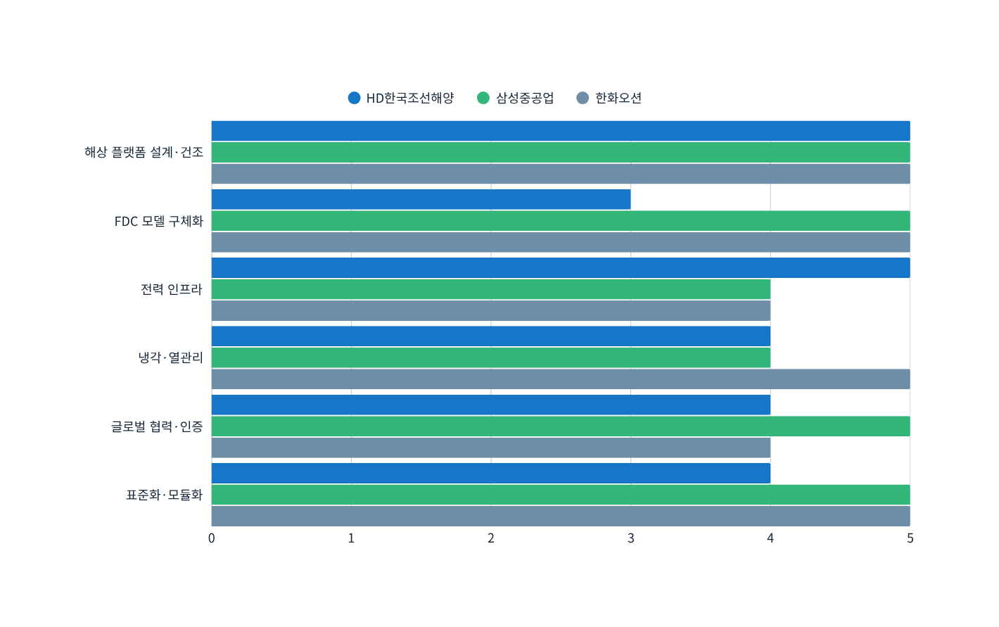 HD한국조선해양 삼성중공업 한화오션
해상 플랫폼 설계·건조
FDC 모델 구체화
전력 인프라
냉각·열관리
글로벌 협력·인증
표준화·모듈화
0 1 2 3 4 5